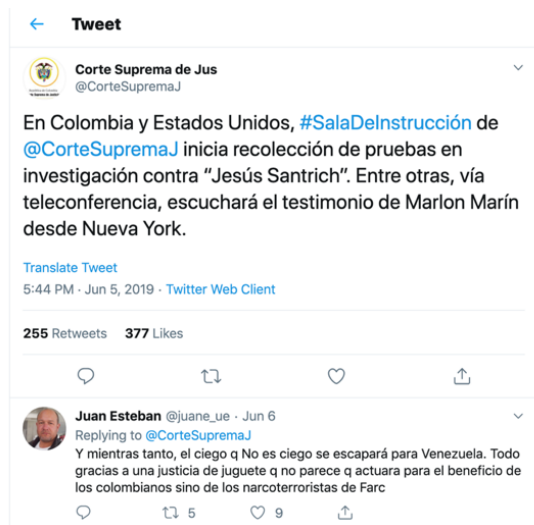 Tweet
Corte Suprema de Jus
@CorteSupremaJ
En Colombia y Estados Unidos, #SalaDeInstrucción de
@CorteSupremaJ inicia recolección de pruebas en
investigación contra “Jesús Santrich”. Entre otras, vía
teleconferencia, escuchará el testimonio de Marlon Marín
desde Nueva York.
Translate Tweet
5:44 PM · Jun 5, 2019 · Twitter Web Client
255 Retweets 377 Likes
Juan Esteban @juane_ue · Jun 6
Replying to @CorteSupremaJ
Y mientras tanto, el ciego q No es ciego se escapará para Venezuela. Todo
gracias a una justicia de juguete q no parece q actuara para el beneficio de
los colombianos sino de los narcoterroristas de Farc
5 9